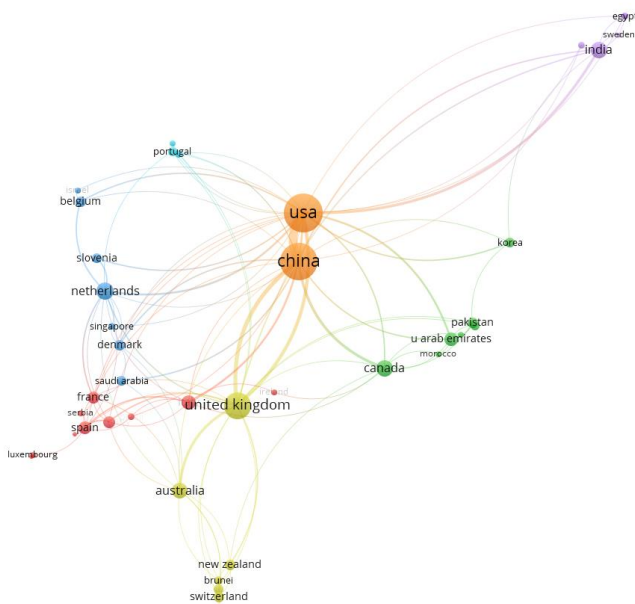 egypt
sweden
india
portugal
israel
belgium
usa
korea
slovenia
china
netherlands
singapore
pakistan
denmark
u arab emirates
morocco
canada
saudi arabia
france
ireland
united kingdom
serbia
spain
luxembourg
australia
new zealand
brunei
switzerland